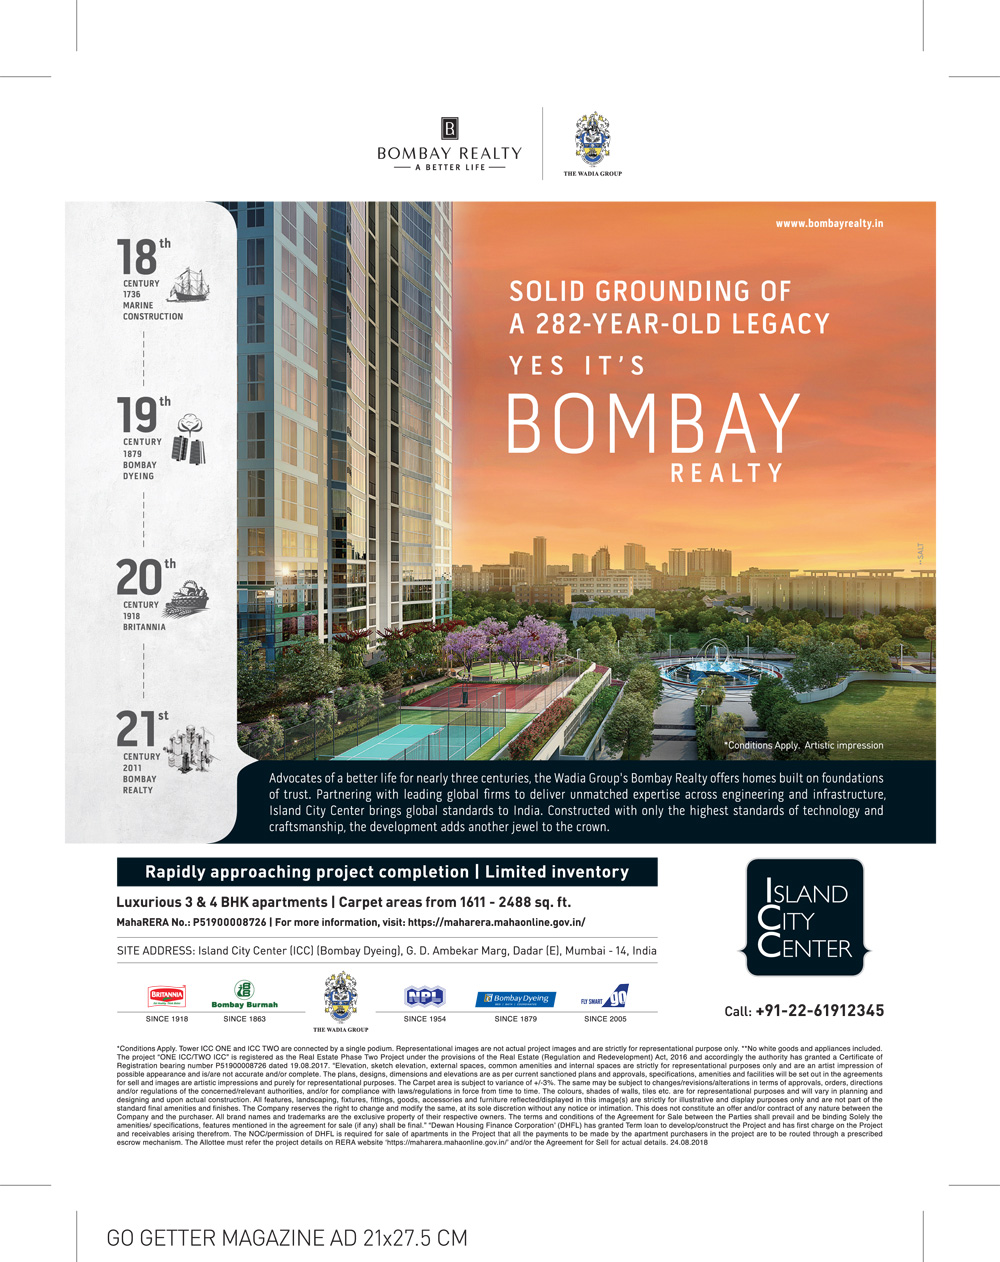 B
BOMBAY REALTY
A BETTER LIFE
THE WADIA GROUP
wwww.bombayrealty.in
18th
CENTURY
1736
MARINE
CONSTRUCTION
19th
CENTURY
1879
BOMBAY
DYEING
20th
CENTURY
1918
BRITANNIA
21st
CENTURY
2011
BOMBAY
REALTY
SOLID GROUNDING OF
A 282-YEAR-OLD LEGACY
YES IT'S
BOMBAY
REALTY
SALT
*Conditions Apply. Artistic impression
Advocates of a better life for nearly three centuries, the Wadia Group's Bombay Realty offers homes built on foundations
of trust. Partnering with leading global firms to deliver unmatched expertise across engineering and infrastructure,
Island City Center brings global standards to India. Constructed with only the highest standards of technology and
craftsmanship, the development adds another jewel to the crown.
Rapidly approaching project completion | Limited inventory
Luxurious 3 & 4 BHK apartments | Carpet areas from 1611 - 2488 sq. ft.
MahaRERA No.: P51900008726 | For more information, visit: https://maharera.mahaonline.gov.in/
SITE ADDRESS: Island City Center (ICC) (Bombay Dyeing), G. D. Ambekar Marg, Dadar (E), Mumbai - 14, India
ISLAND
CITY
CENTER
BRITANNIA
SINCE 1918
Bombay Burmah
SINCE 1863
THE WADIA GROUP
NPL
SINCE 1954
Bombay Dyeing
SINCE 1879
FLY SMART go
SINCE 2005
Call: +91-22-61912345
*Conditions Apply. Tower ICC ONE and ICC TWO are connected by a single podium. Representational images are not actual project images and are strictly for representational purpose only. **No white goods and appliances included.
The project "ONE ICC/TWO ICC" is registered as the Real Estate Phase Two Project under the provisions of the Real Estate (Regulation and Redevelopment) Act, 2016 and accordingly the authority has granted a Certificate of
Registration bearing number P51900008726 dated 19.08.2017. "Elevation, sketch elevation, external spaces, common amenities and internal spaces are strictly for representational purposes only and are an artist impression of
possible appearance and is/are not accurate and/or complete. The plans, designs, dimensions and elevations are as per current sanctioned plans and approvals, specifications, amenities and facilities will be set out in the agreements
for sell and images are artistic impressions and purely for representational purposes. The Carpet area is subject to variance of +/-3%. The same may be subject to changes/revisions/alterations in terms of approvals, orders, directions
and/or regulations of the concerned/relevant authorities, and/or for compliance with laws/regulations in force from time to time. The colours, shades of walls, tiles etc. are for representational purposes and will vary in planning and
designing and upon actual construction. All features, landscaping, fixtures, fittings, goods, accessories and furniture reflected/displayed in this image(s) are strictly for illustrative and display purposes only and are not part of the
standard final amenities and finishes. The Company reserves the right to change and modify the same, at its sole discretion without any notice or intimation. This does not constitute an offer and/or contract of any nature between the
Company and the purchaser. All brand names and trademarks are the exclusive property of their respective owners. The terms and conditions of the Agreement for Sale between the Parties shall prevail and be binding Solely the
amenities/ specifications, features mentioned in the agreement for sale (if any) shall be final." "Dewan Housing Finance Corporation' (DHFL) has granted Term loan to develop/construct the Project and has first charge on the Project
and receivables arising therefrom. The NOC/permission of DHFL is required for sale of apartments in the Project that all the payments to be made by the apartment purchasers in the project are to be routed through a prescribed
escrow mechanism. The Allottee must refer the project details on RERA website 'https://maharera.mahaonline.gov.in/' and/or the Agreement for Sell for actual details. 24.08.2018
GO GETTER MAGAZINE AD 21x27.5 CM